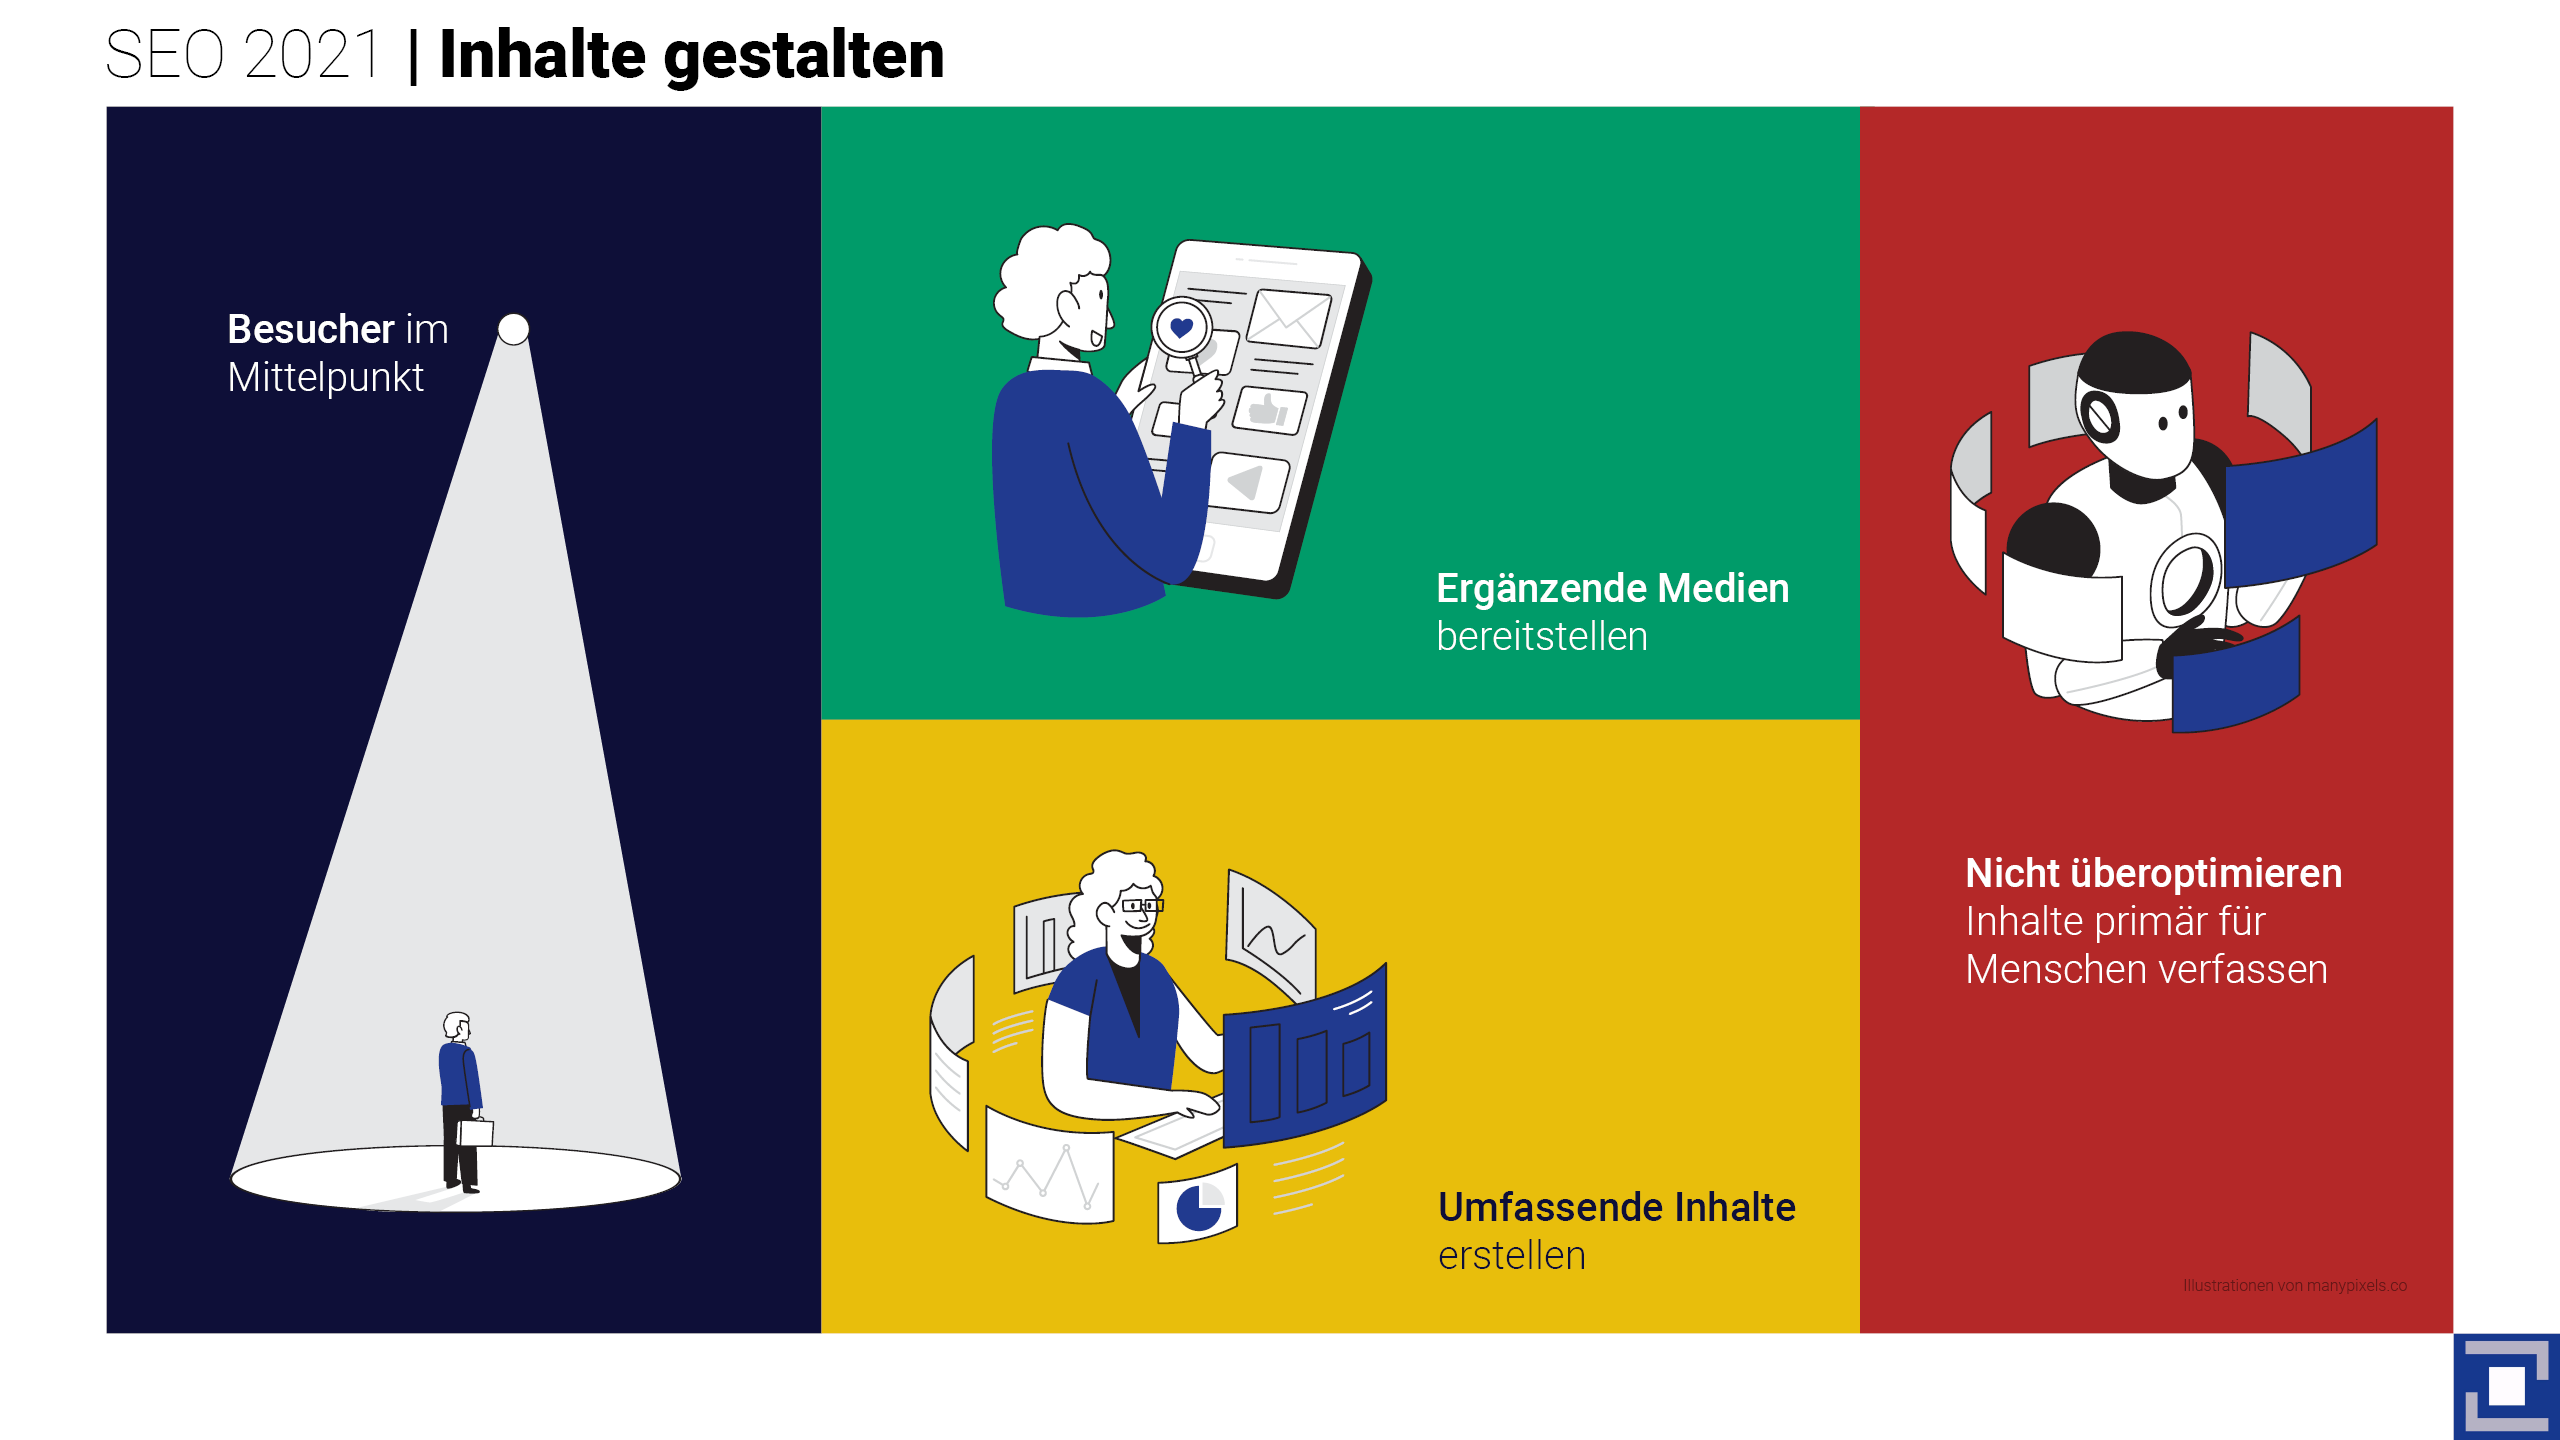 SEO 2021 | Inhalte gestalten
Besucher im
Mittelpunkt
Ergänzende Medien
bereitstellen
Umfassende Inhalte
erstellen
Nicht überoptimieren
Inhalte primär für
Menschen verfassen
Illustrationen von manypixels.co